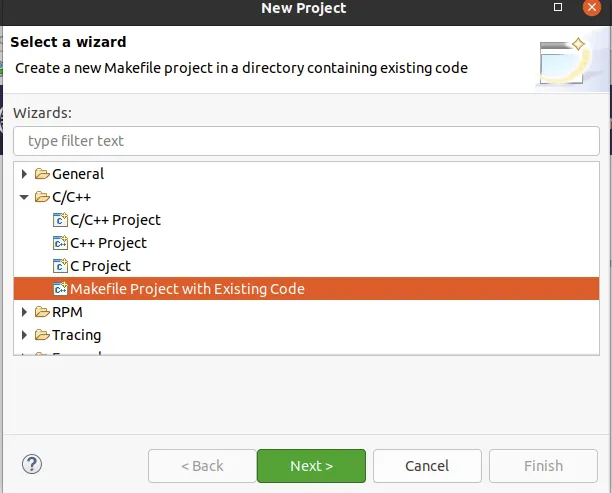 New Project
Select a wizard
Create a new Makefile project in a directory containing existing code
Wizards:
type filter text
General
C/C++
C/C++ Project
C++ Project
C Project
Makefile Project with Existing Code
RPM
Tracing
< Back
Next >
Cancel
Finish